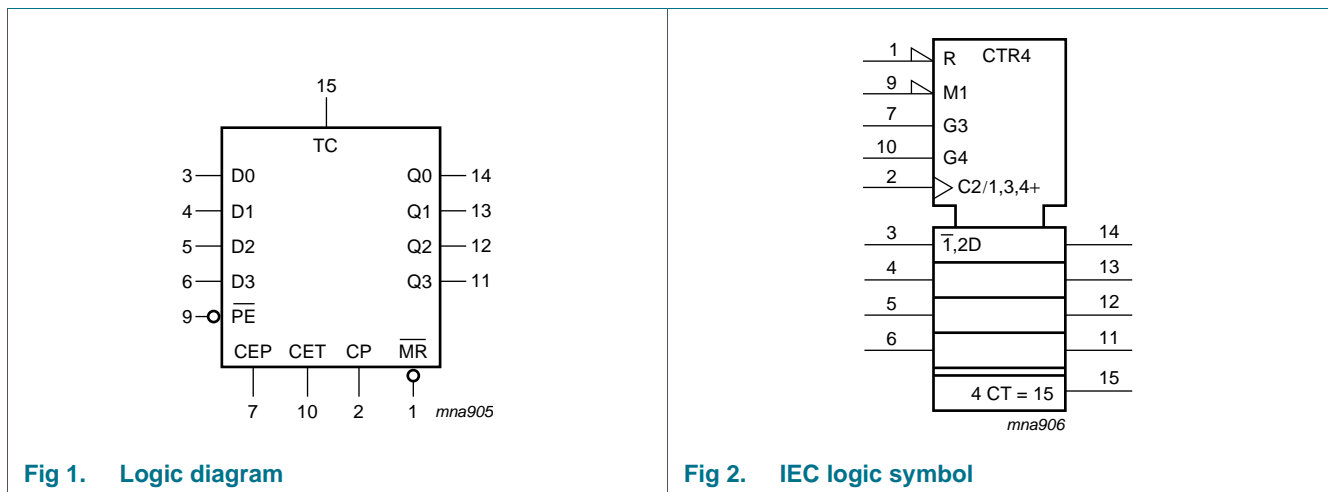 15
TC
3 D0 Q0 14
4 D1 Q1 13
5 D2 Q2 12
6 D3 Q3 11
9 P̅E̅
CEP CET CP M̅R̅
7 10 2 1 mna905
Fig 1. Logic diagram
CTR4
1 R
9 M1
7 G3
10 G4
2 C2/1,3,4+
3 1̅,2D 14
4 13
5 12
6 11
15
4 CT = 15
mna906
Fig 2. IEC logic symbol